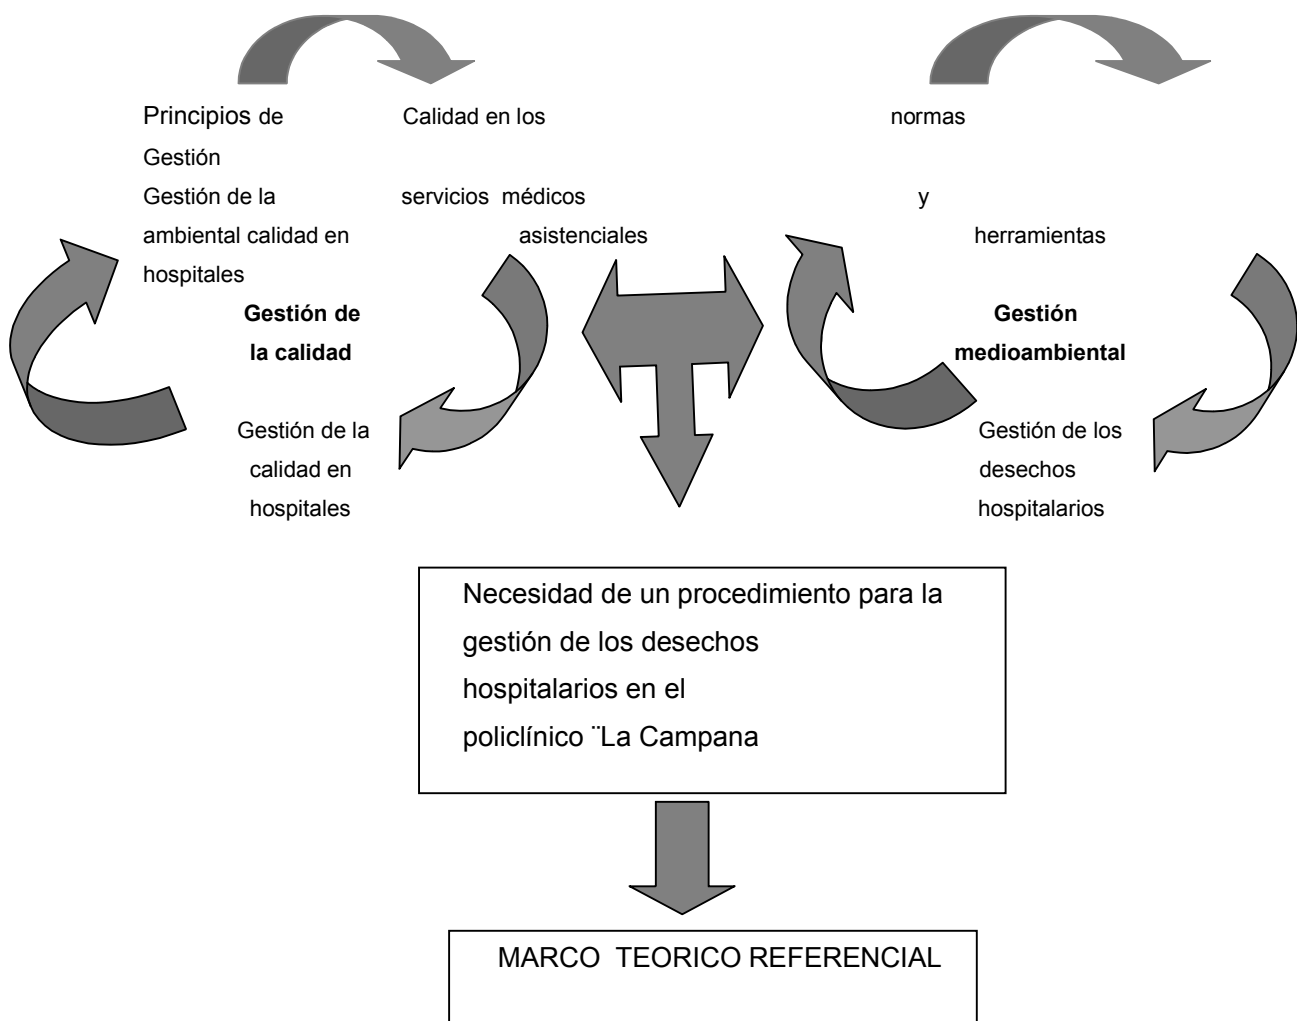 Principios de Calidad en los normas
Gestión
Gestión de la servicios médicos y
ambiental calidad en asistenciales herramientas
hospitales
Gestión de Gestión
la calidad medioambiental
Gestión de la Gestión de los
calidad en desechos
hospitales hospitalarios
Necesidad de un procedimiento para la
gestión de los desechos
hospitalarios en el
policlínico ¨La Campana
MARCO TEORICO REFERENCIAL